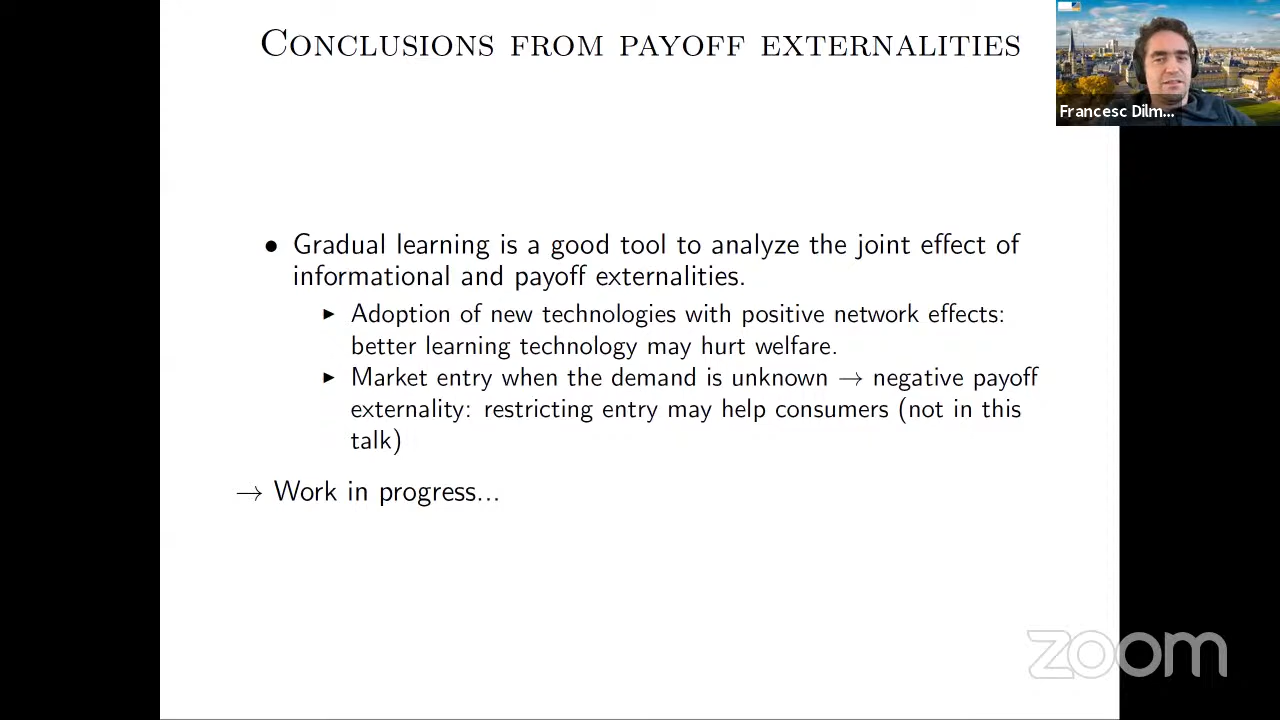 CONCLUSIONS FROM PAYOFF EXTERNALITIES
Francesc Dilm...
• Gradual learning is a good tool to analyze the joint effect of
informational and payoff externalities.
▶ Adoption of new technologies with positive network effects:
better learning technology may hurt welfare.
▶ Market entry when the demand is unknown → negative payoff
externality: restricting entry may help consumers (not in this
talk)
→ Work in progress...
zoom